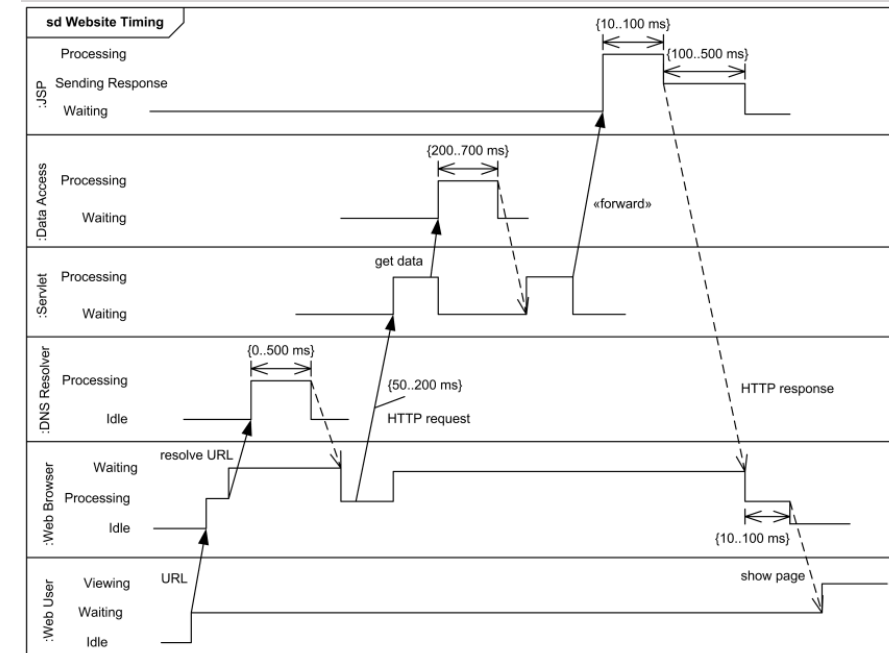 sd Website Timing
:JSP
Processing
Sending Response
Waiting
{10..100 ms}
{100..500 ms}
:Data Access
Processing
Waiting
{200..700 ms}
«forward»
:Servlet
Processing
Waiting
get data
:DNS Resolver
Processing
Idle
{0..500 ms}
{50..200 ms}
HTTP request
HTTP response
:Web Browser
Waiting
Processing
Idle
resolve URL
{10..100 ms}
:Web User
Viewing
Waiting
Idle
URL
show page